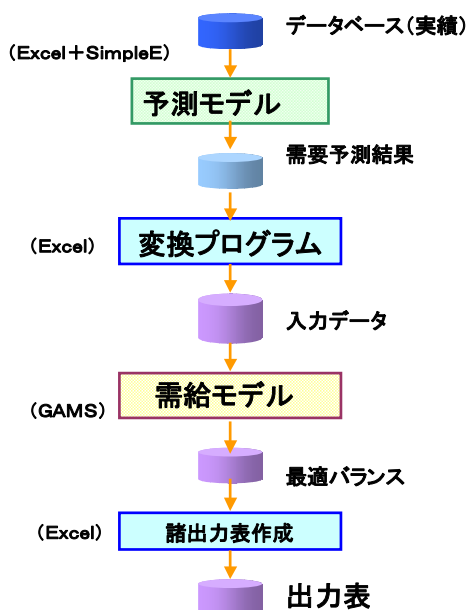 データベース(実績)
(Excel+SimpleE)
予測モデル
需要予測結果
(Excel)
変換プログラム
入力データ
需給モデル
(GAMS)
最適バランス
(Excel)
諸出力表作成
出力表